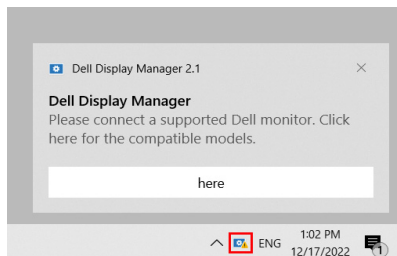 Dell Display Manager 2.1
Dell Display Manager
Please connect a supported Dell monitor. Click
here for the compatible models.
here
ENG
1:02 PM
12/17/2022
1